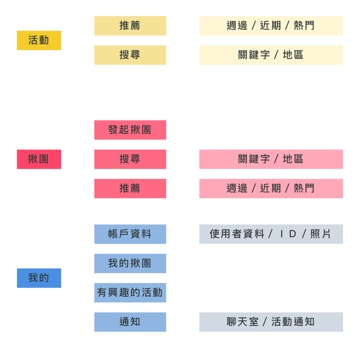 推薦 週邊 / 近期 / 熱門
活動
搜尋 關鍵字 / 地區
發起揪團
揪團 搜尋 關鍵字 / 地區
推薦 週邊 / 近期 / 熱門
帳戶資料 使用者資料 / ＩＤ / 照片
我的揪團
我的
有興趣的活動
通知 聊天室 / 活動通知